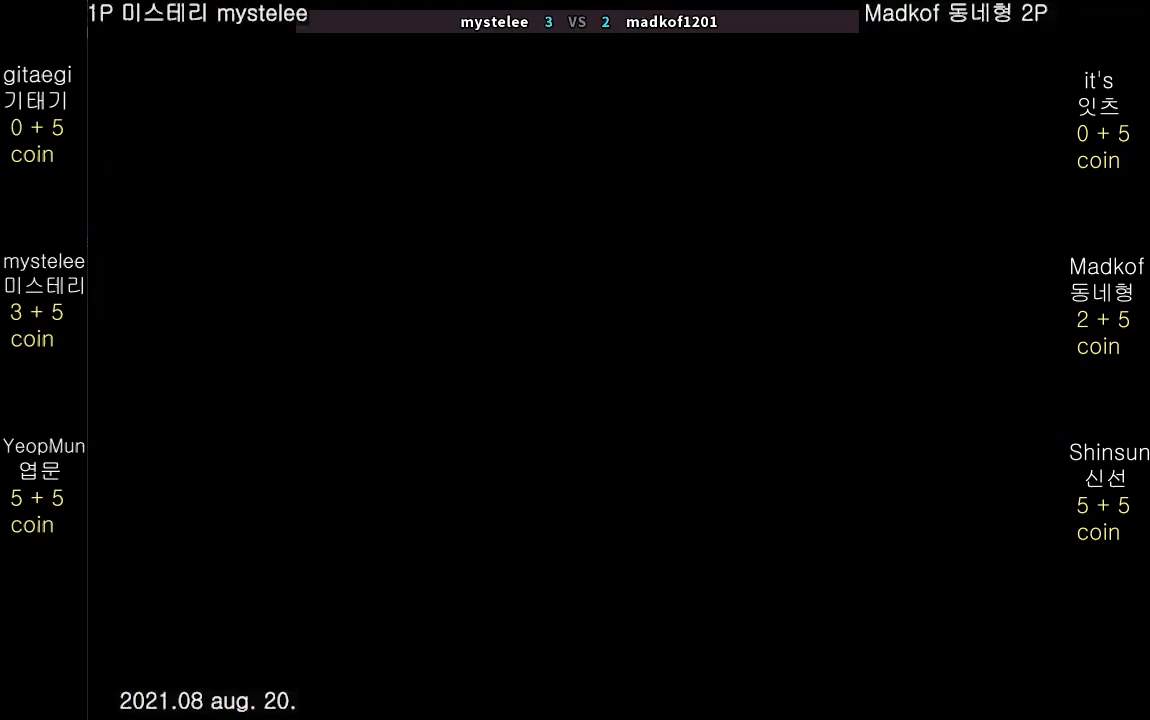 1P 미스테리 mystelee
mystelee 3 VS 2 madkof1201
Madkof 동네형 2P
gitaegi
기태기
0 + 5
coin
mystelee
미스테리
3 + 5
coin
YeopMun
엽문
5 + 5
coin
it's
잇츠
0 + 5
coin
Madkof
동네형
2 + 5
coin
Shinsun
신선
5 + 5
coin
2021.08 aug. 20.